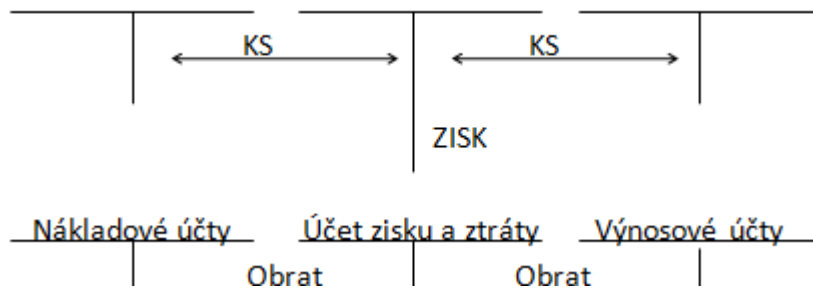 KS KS
ZISK
Nákladové účty Účet zisku a ztráty Výnosové účty
Obrat Obrat